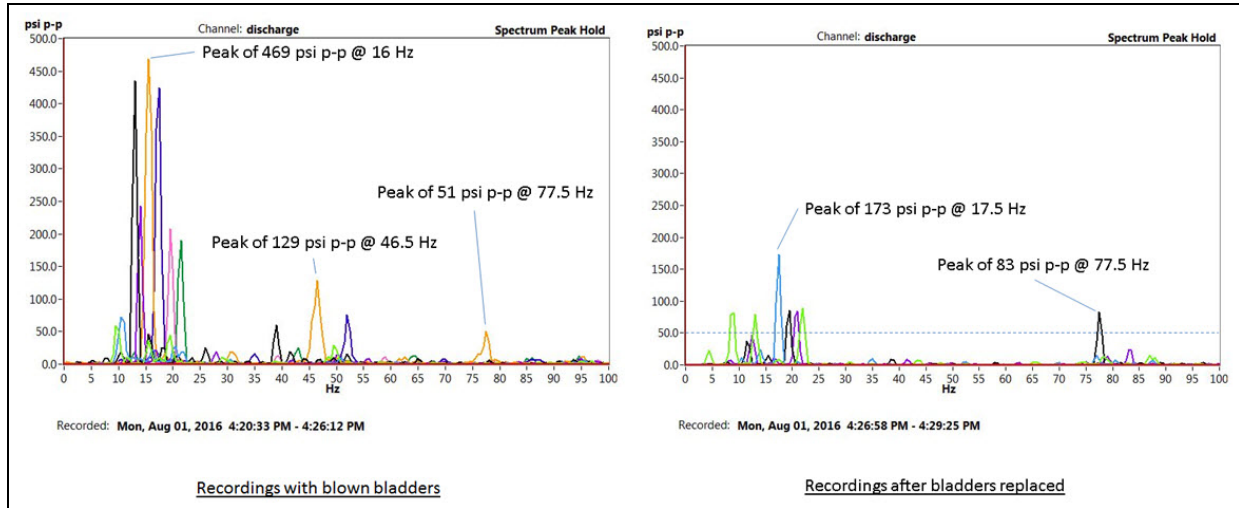 psi p-p
Channel: discharge
Spectrum Peak Hold
500.0
450.0
400.0
350.0
300.0
250.0
200.0
150.0
100.0
50.0
0.0
Peak of 469 psi p-p @ 16 Hz
Peak of 51 psi p-p @ 77.5 Hz
Peak of 129 psi p-p @ 46.5 Hz
0 5 10 15 20 25 30 35 40 45 50 55 60 65 70 75 80 85 90 95 100
Hz
Recorded: Mon, Aug 01, 2016 4:20:33 PM - 4:26:12 PM
Recordings with blown bladders
psi p-p
Channel: discharge
Spectrum Peak Hold
500.0
450.0
400.0
350.0
300.0
250.0
200.0
150.0
100.0
50.0
0.0
Peak of 173 psi p-p @ 17.5 Hz
Peak of 83 psi p-p @ 77.5 Hz
0 5 10 15 20 25 30 35 40 45 50 55 60 65 70 75 80 85 90 95 100
Hz
Recorded: Mon, Aug 01, 2016 4:26:58 PM - 4:29:25 PM
Recordings after bladders replaced